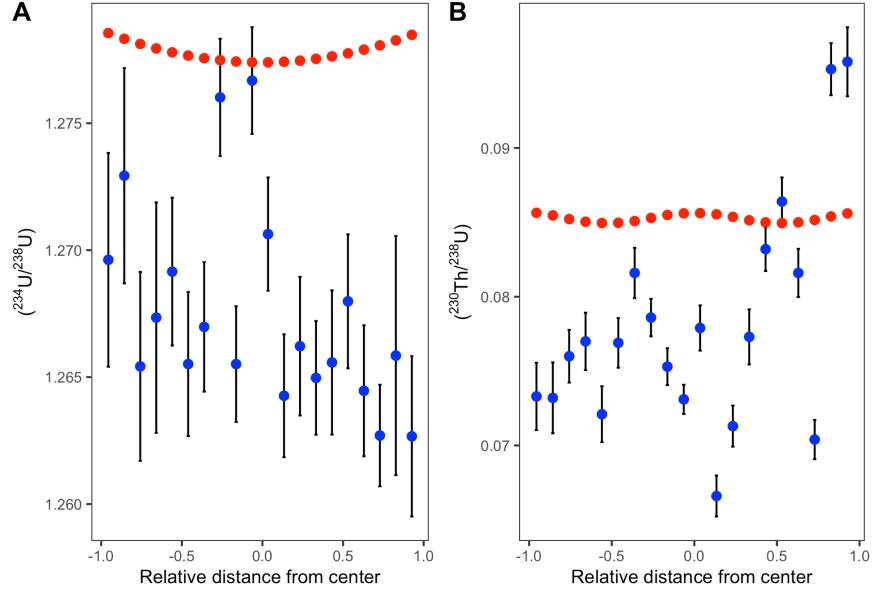 A
B
(²³⁴U/²³⁸U)
1.275
1.270
1.265
1.260
-1.0 -0.5 0.0 0.5 1.0
Relative distance from center
(²³⁰Th/²³⁸U)
0.09
0.08
0.07
-1.0 -0.5 0.0 0.5 1.0
Relative distance from center